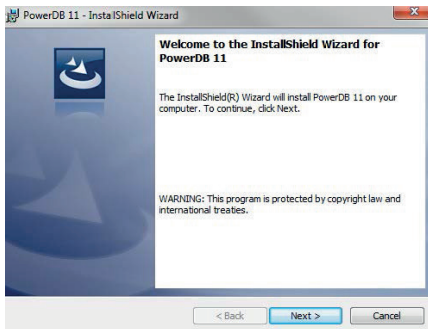 PowerDB 11 - InstallShield Wizard
Welcome to the InstallShield Wizard for
PowerDB 11
The InstallShield(R) Wizard will install PowerDB 11 on your
computer. To continue, click Next.
WARNING: This program is protected by copyright law and
international treaties.
< Back
Next >
Cancel